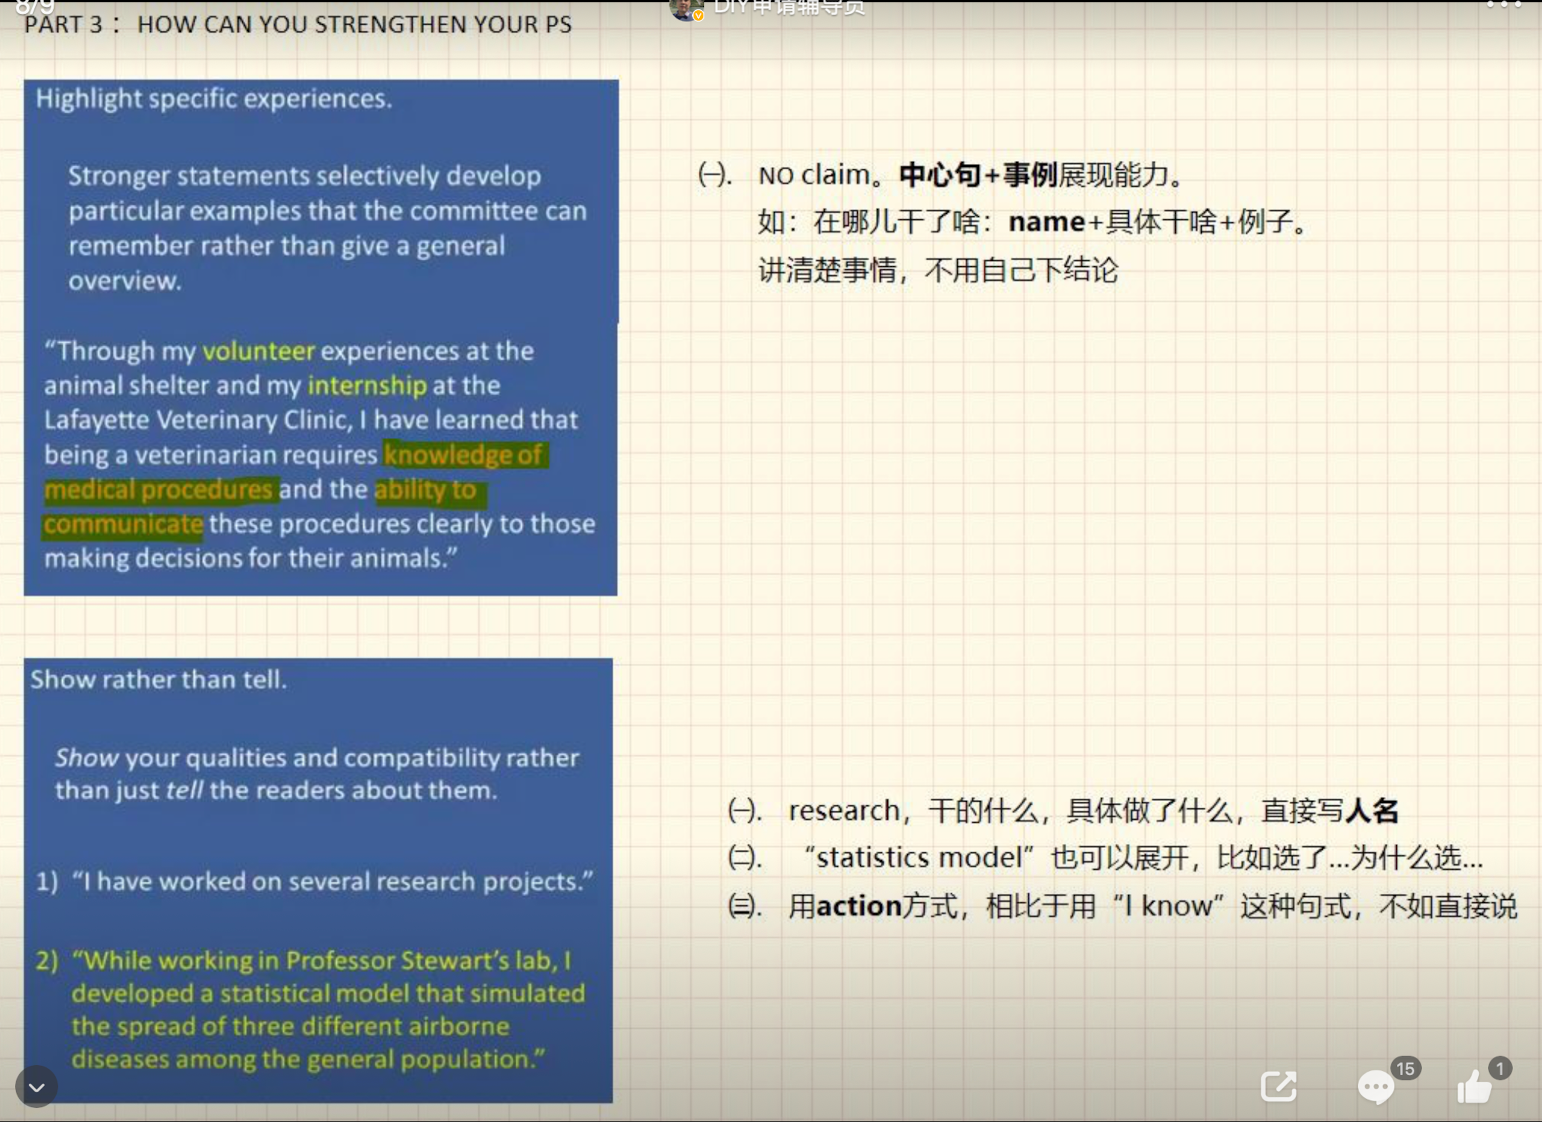 8/9
DIY申请辅导员
PART 3： HOW CAN YOU STRENGTHEN YOUR PS
Highlight specific experiences.
Stronger statements selectively develop
particular examples that the committee can
remember rather than give a general
overview.
“Through my volunteer experiences at the
animal shelter and my internship at the
Lafayette Veterinary Clinic, I have learned that
being a veterinarian requires knowledge of
medical procedures and the ability to
communicate these procedures clearly to those
making decisions for their animals.”
㈠. NO claim。中心句+事例展现能力。
如：在哪儿干了啥：name+具体干啥+例子。
讲清楚事情，不用自己下结论
Show rather than tell.
Show your qualities and compatibility rather
than just tell the readers about them.
1) “I have worked on several research projects.”
2) “While working in Professor Stewart’s lab, I
developed a statistical model that simulated
the spread of three different airborne
diseases among the general population.”
㈠. research，干的什么，具体做了什么，直接写人名
㈡. “statistics model”也可以展开，比如选了...为什么选...
㈢. 用action方式，相比于用“I know”这种句式，不如直接说
15
1